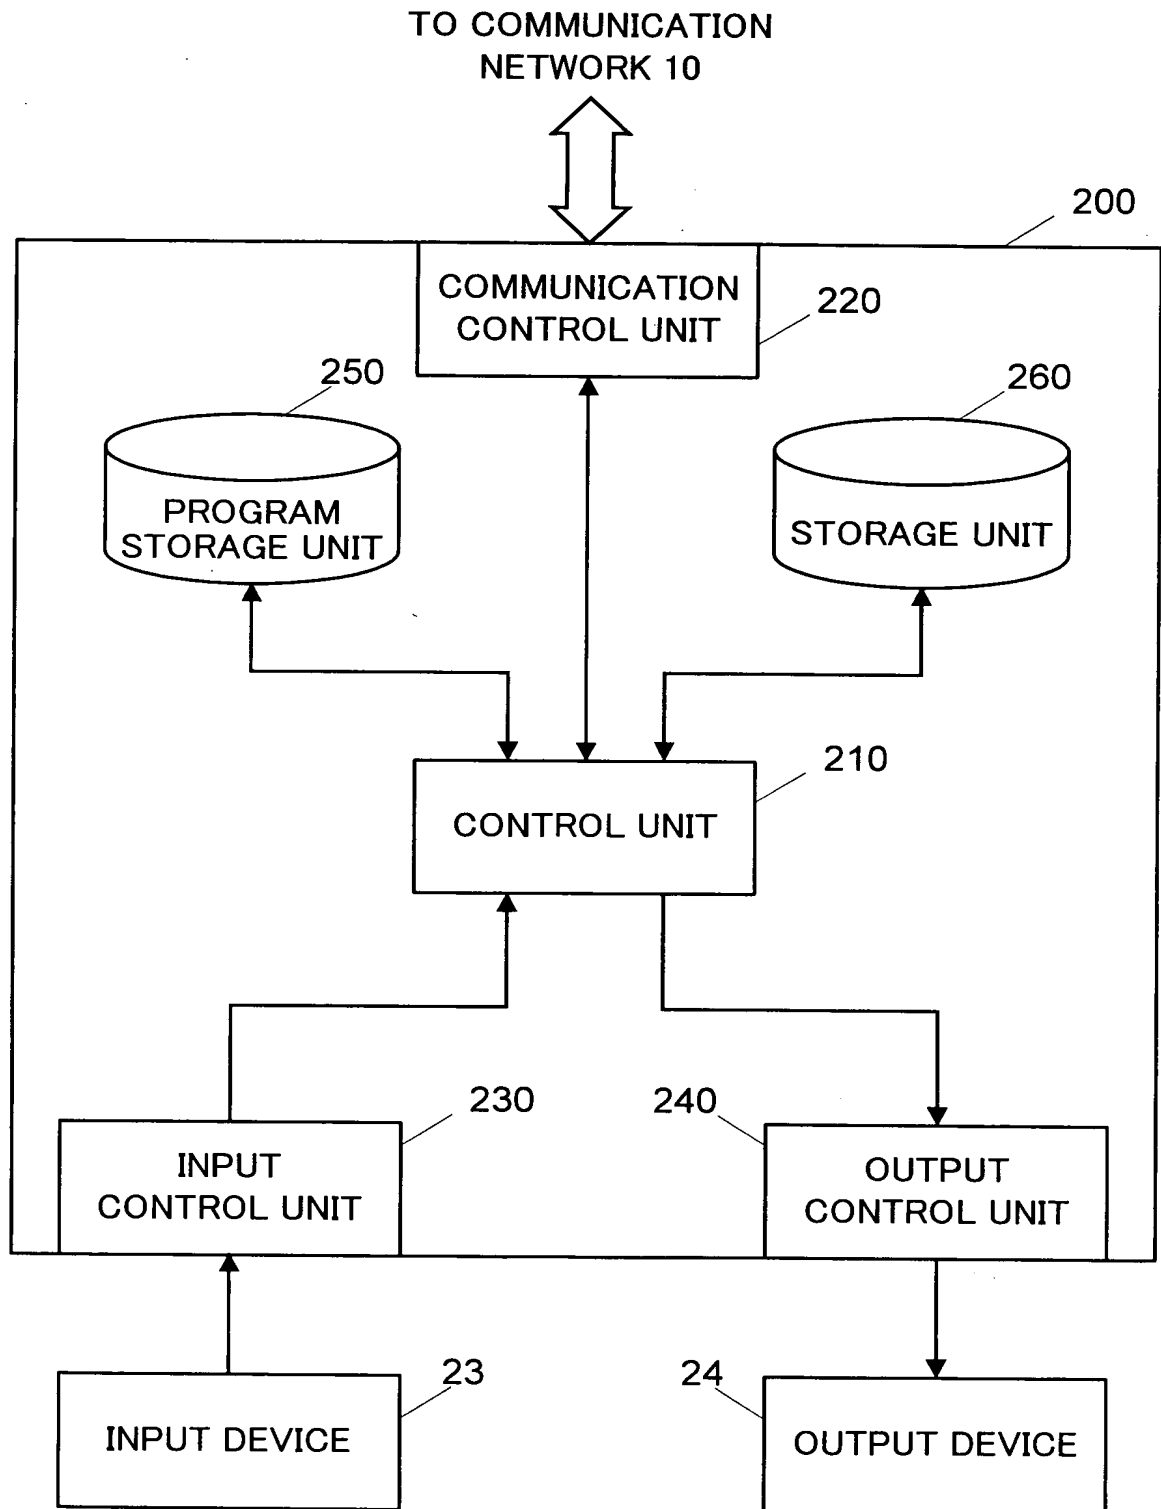 TO COMMUNICATION
NETWORK 10
200
COMMUNICATION
CONTROL UNIT
220
250
260
PROGRAM
STORAGE UNIT
STORAGE UNIT
210
CONTROL UNIT
230
240
INPUT
CONTROL UNIT
OUTPUT
CONTROL UNIT
23
24
INPUT DEVICE
OUTPUT DEVICE